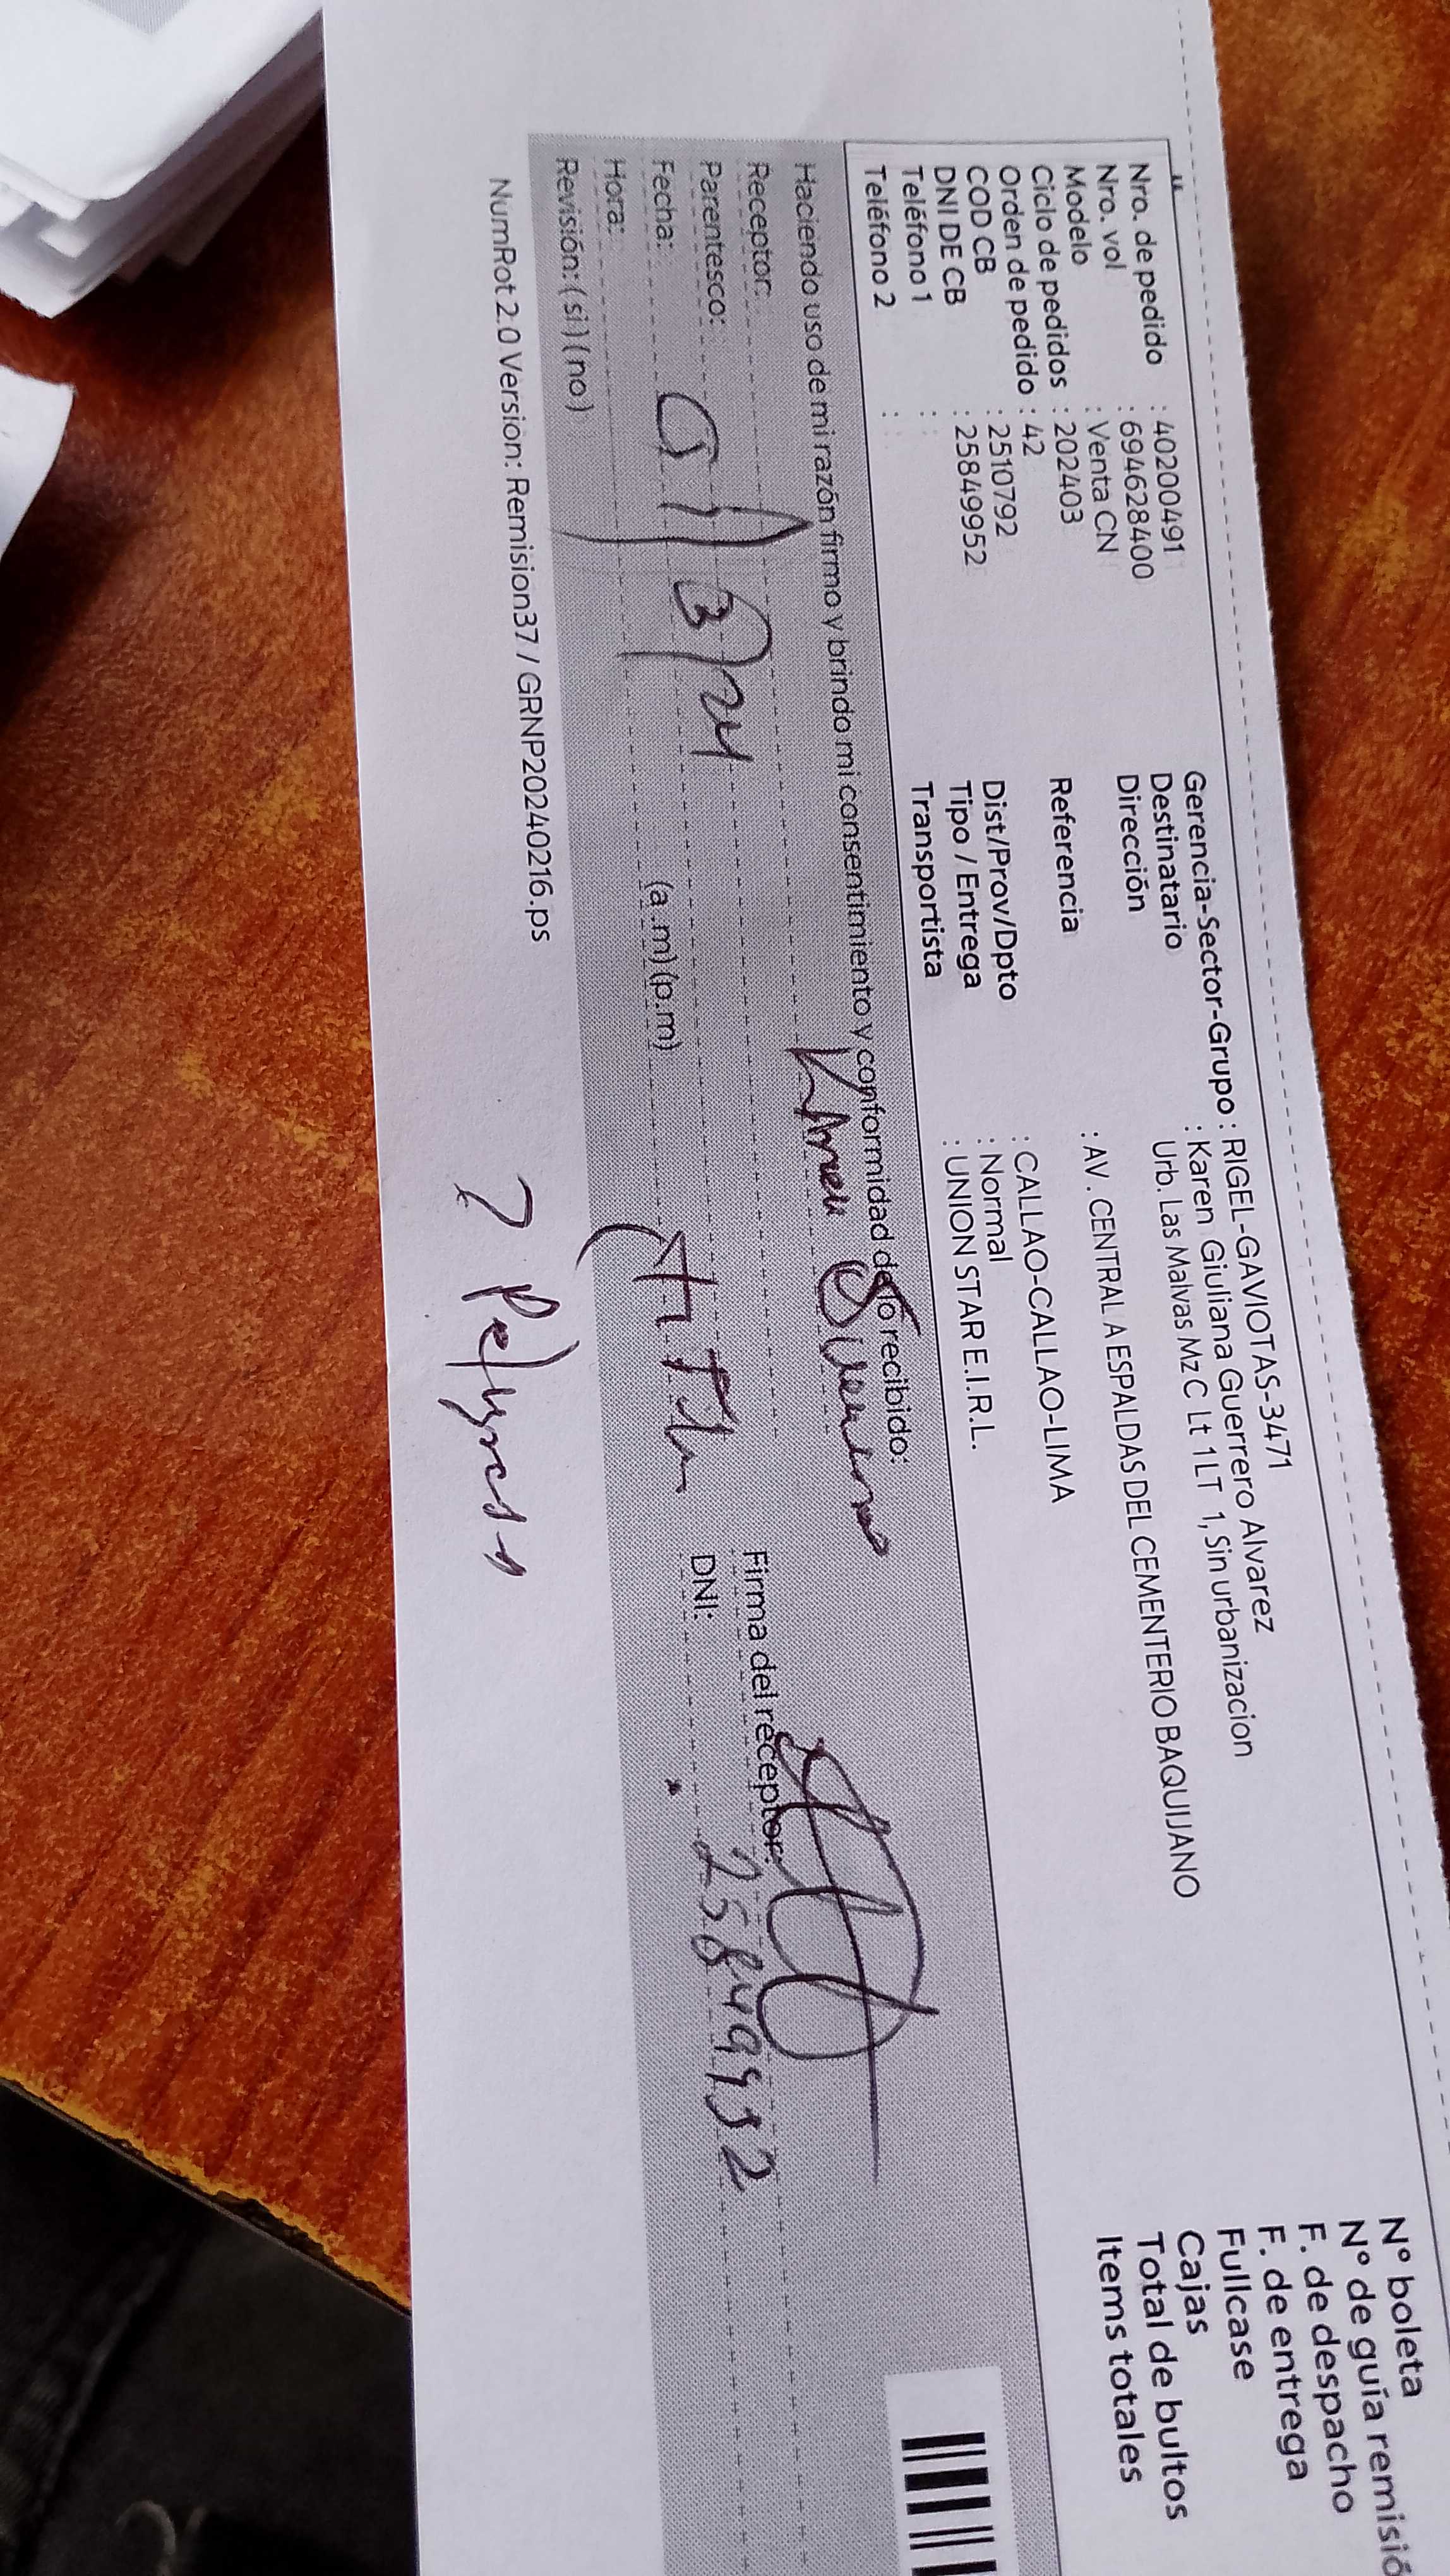 Nro. de pedido : 40200491
Nro. vol : 694628400
Modelo : Venta CN
Ciclo de pedidos : 202403
Orden de pedido : 42
COD CB : 2510792
DNI DE CB : 25849952
Teléfono 1 :
Teléfono 2 :
Gerencia-Sector-Grupo : RIGEL-GAVIOTAS-3471
Destinatario : Karen Giuliana Guerrero Alvarez
Dirección Urb. Las Malvas Mz C Lt 1 LT 1, Sin urbanizacion
Referencia : AV. CENTRAL A ESPALDAS DEL CEMENTERIO BAQUIJANO
Dist/Prov/Dpto : CALLAO-CALLAO-LIMA
Tipo / Entrega : Normal
Transportista : UNION STAR E.I.R.L.
N° boleta
N° de guía remisió
F. de despacho
F. de entrega
Fullcase
Cajas
Total de bultos
Items totales
Haciendo uso de mi razón firmo y brindo mi consentimiento y conformidad de lo recibido:
Receptor: Karen
Firma del receptor:
Parentesco:
DNI: 25849952
Fecha: /3/24
Hora: (a.m) (p.m)
Revisión: (si) (no)
NumRot 2.0 Version: Remision37 / GRNP20240216.ps